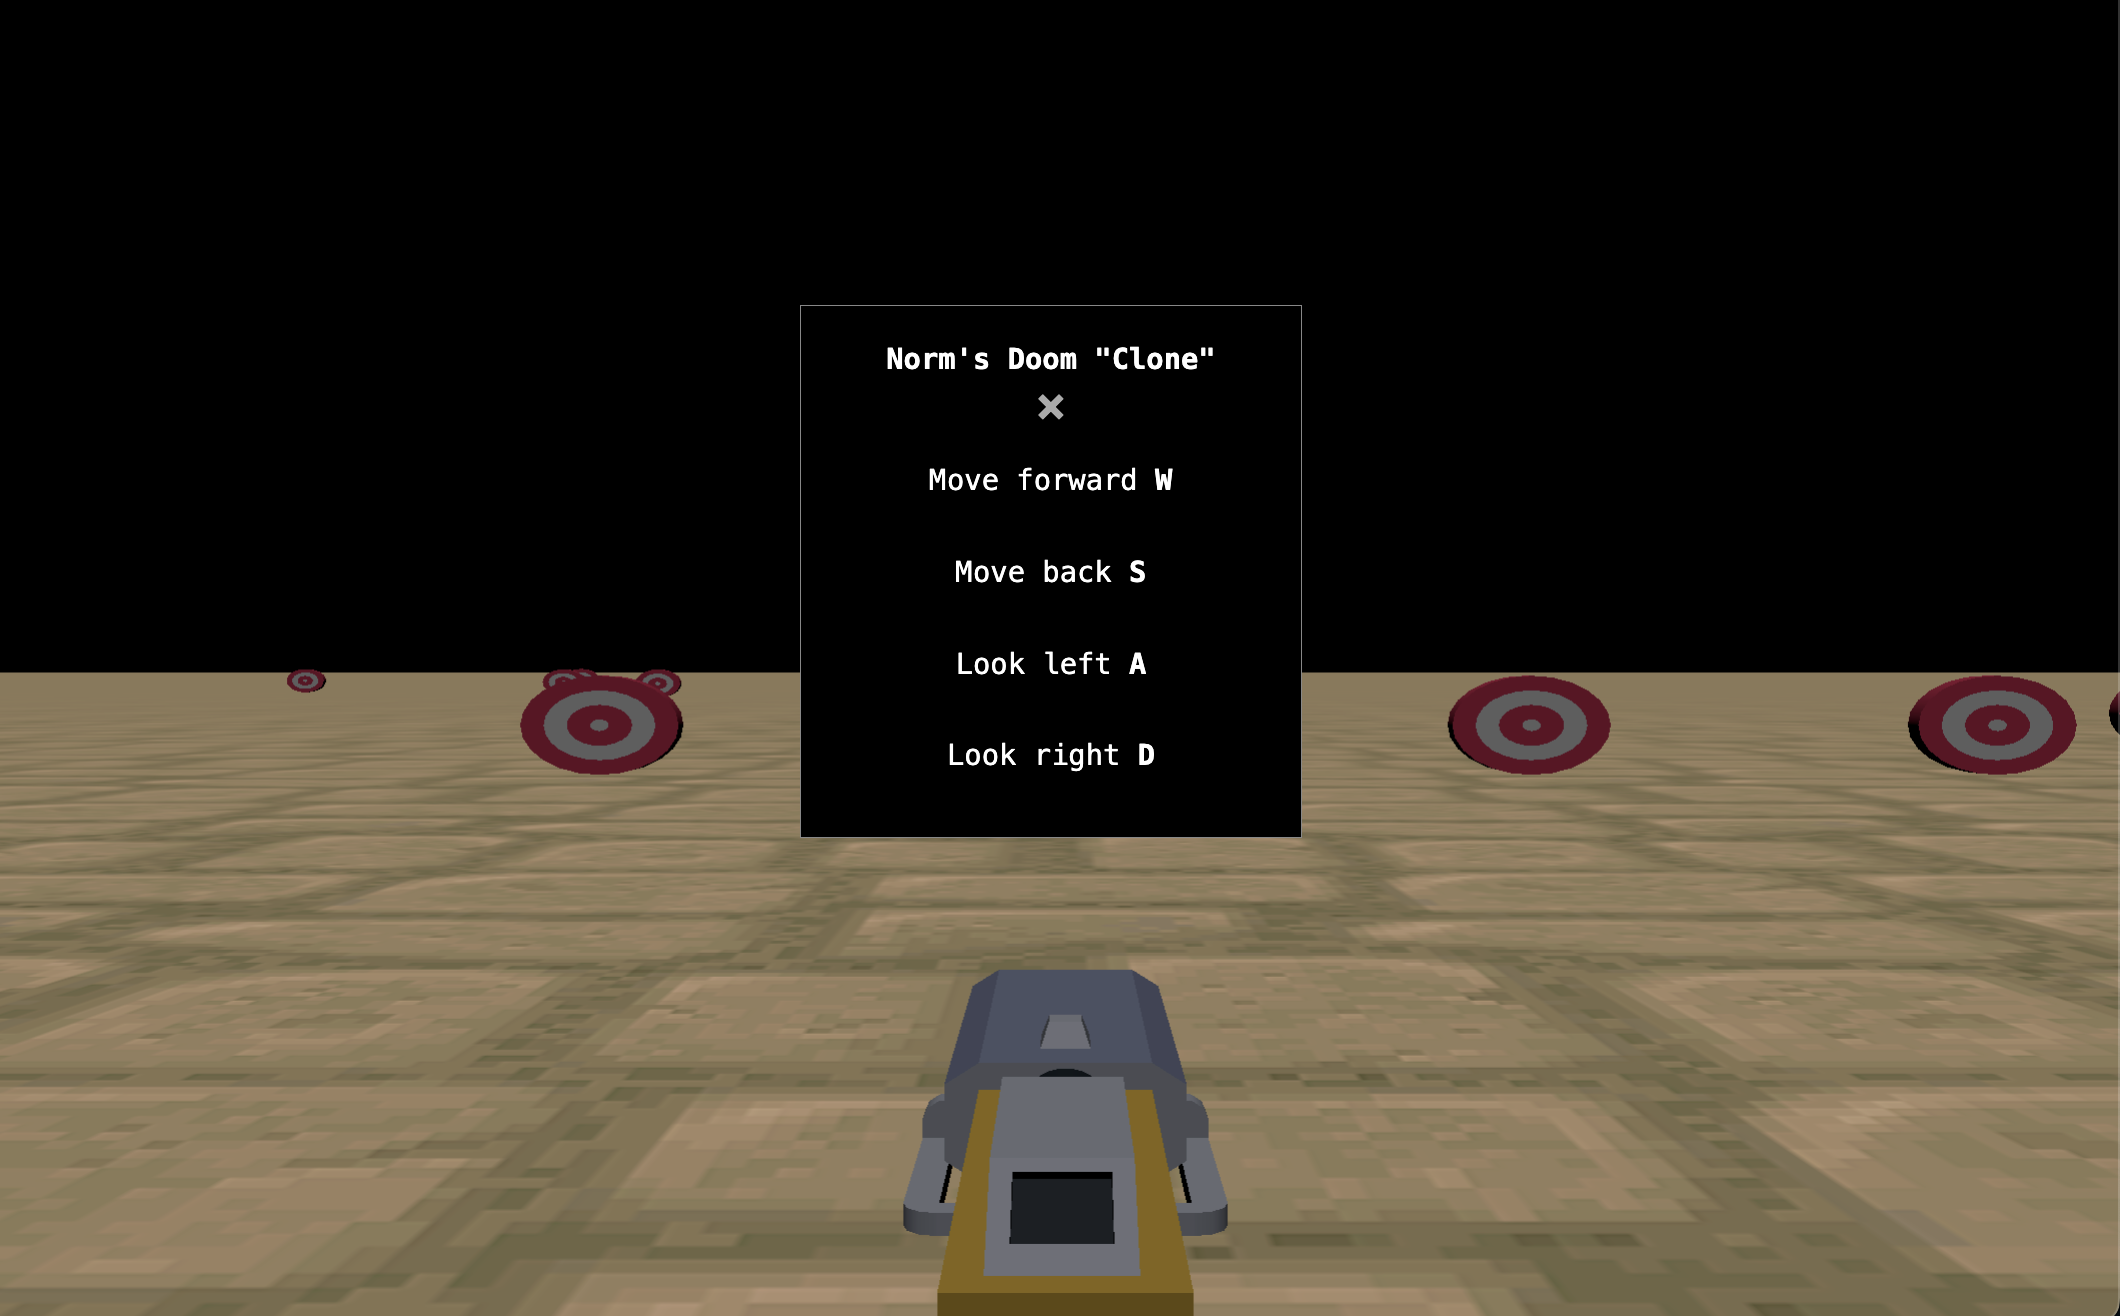 Norm's Doom "Clone"
Move forward W
Move back S
Look left A
Look right D